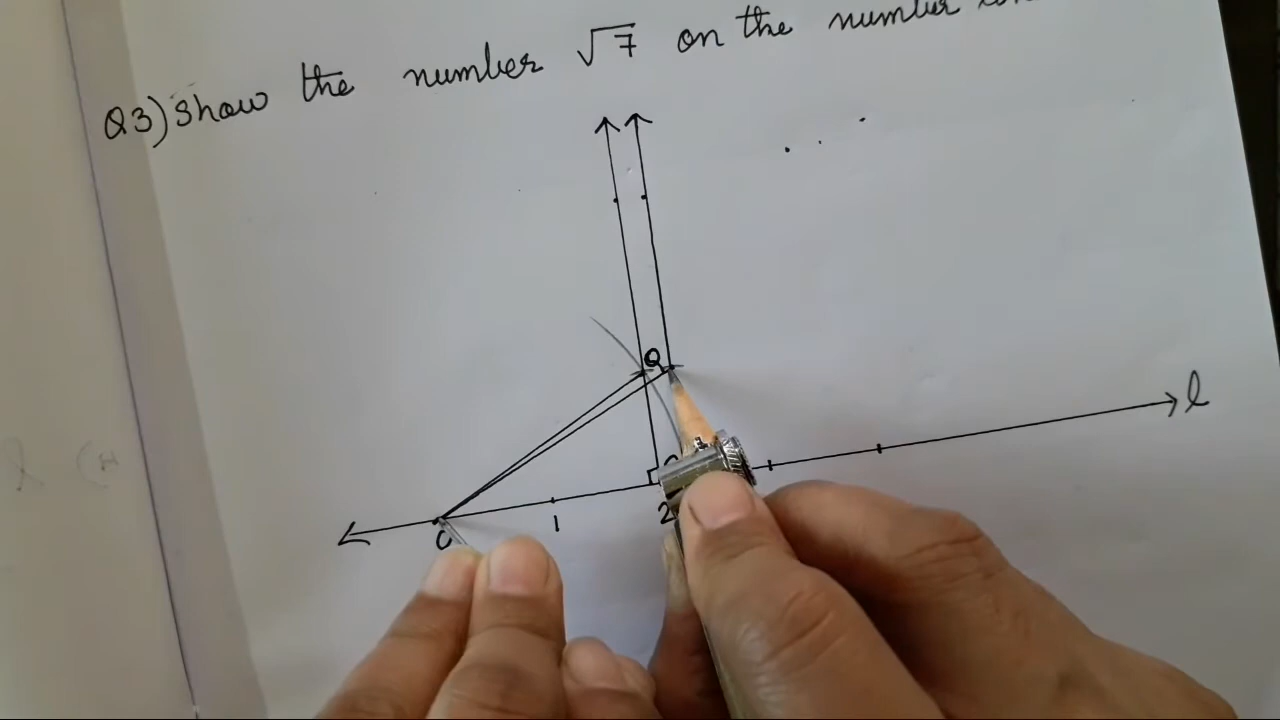 Q3) Show the number √7 on the number
Q
l
0 1 2